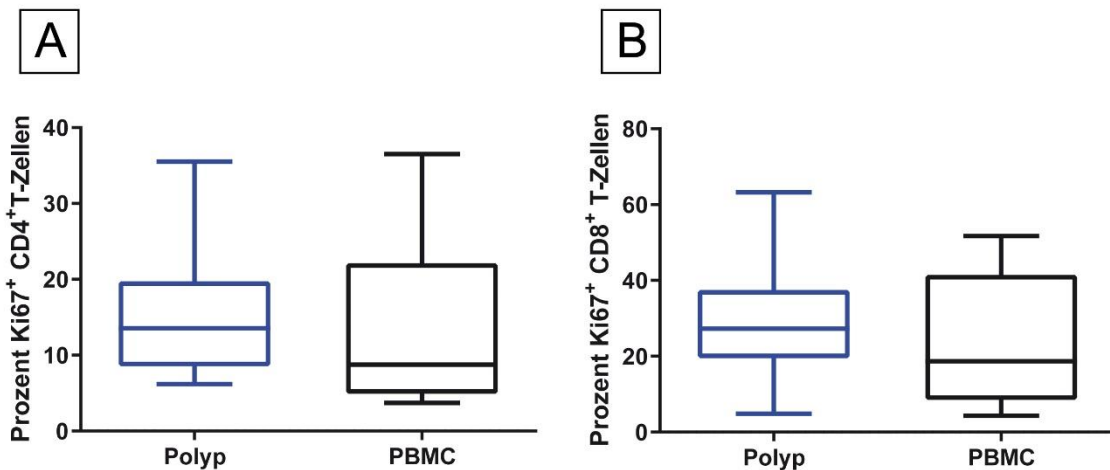 A
Prozent Ki67⁺ CD4⁺T-Zellen
40
30
20
10
0
Polyp
PBMC
B
Prozent Ki67⁺ CD8⁺ T-Zellen
80
60
40
20
0
Polyp
PBMC